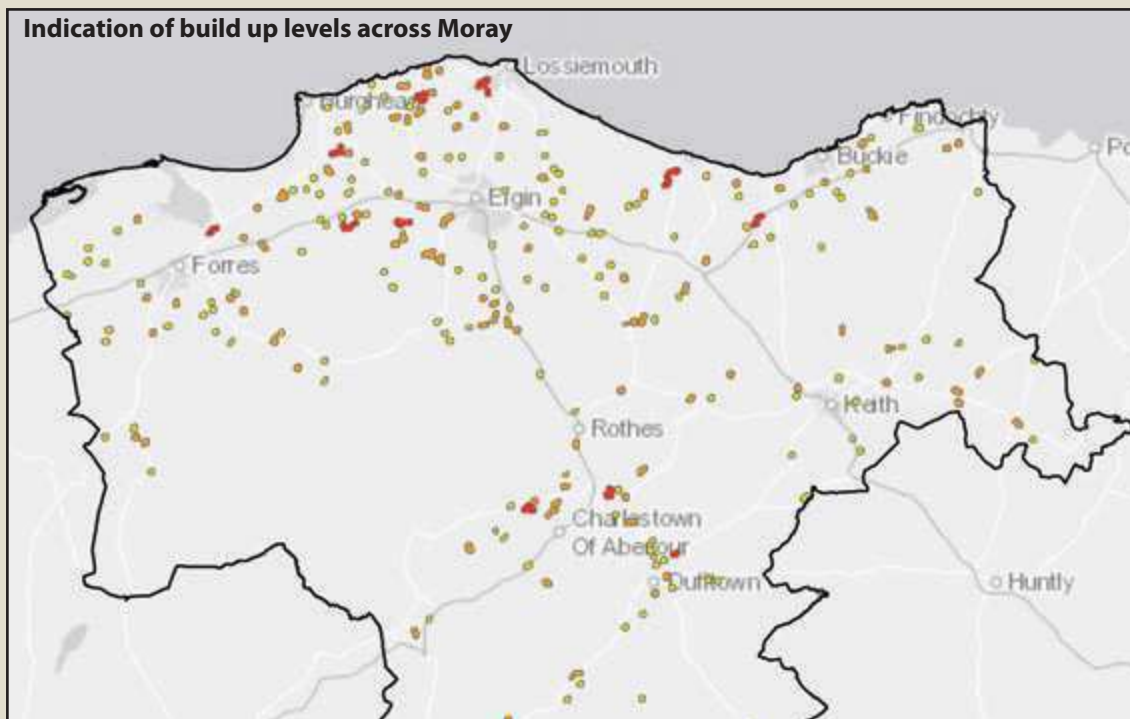 Indication of build up levels across Moray
Lossiemouth
Burghead
Findochty
Po
Buckie
Elgin
Forres
Keith
Rothes
Charlestown
Of Aberlour
Dufftown
Huntly